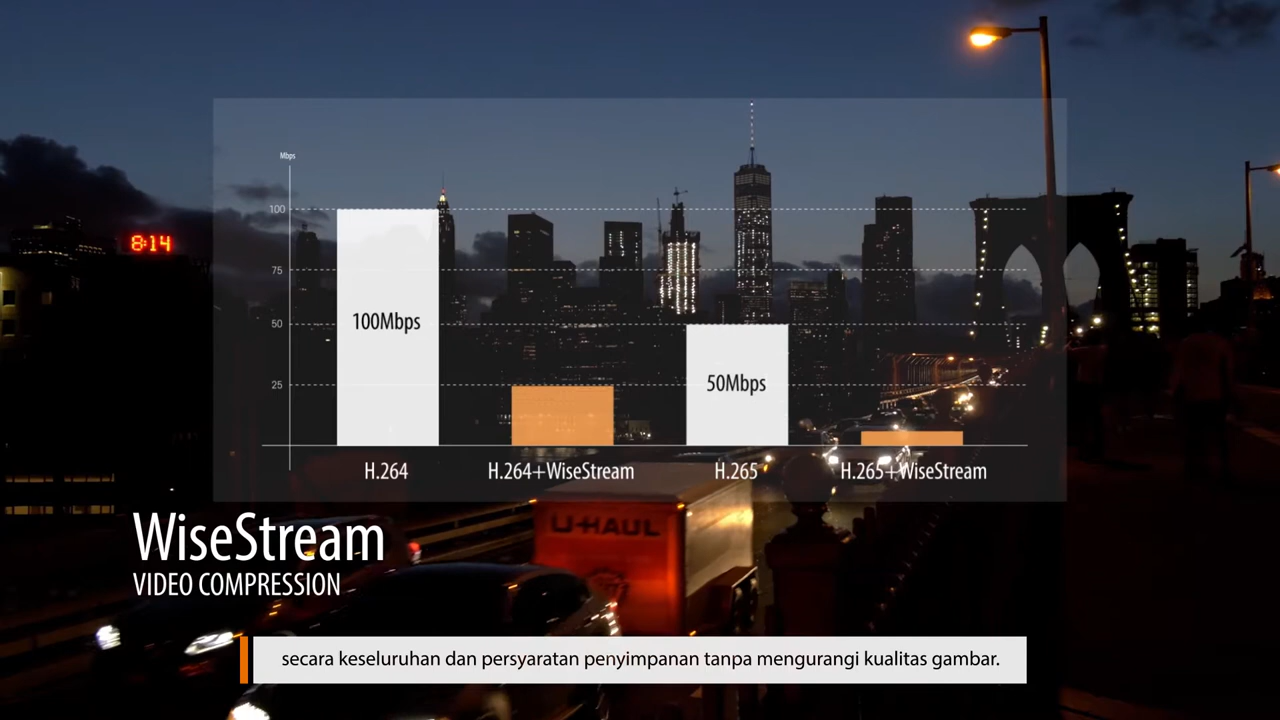 Mbps
100
75
50
25
8:14
100Mbps
50Mbps
H.264
H.264+WiseStream
H.265
H.265+WiseStream
U-HAUL
WiseStream
VIDEO COMPRESSION
secara keseluruhan dan persyaratan penyimpanan tanpa mengurangi kualitas gambar.